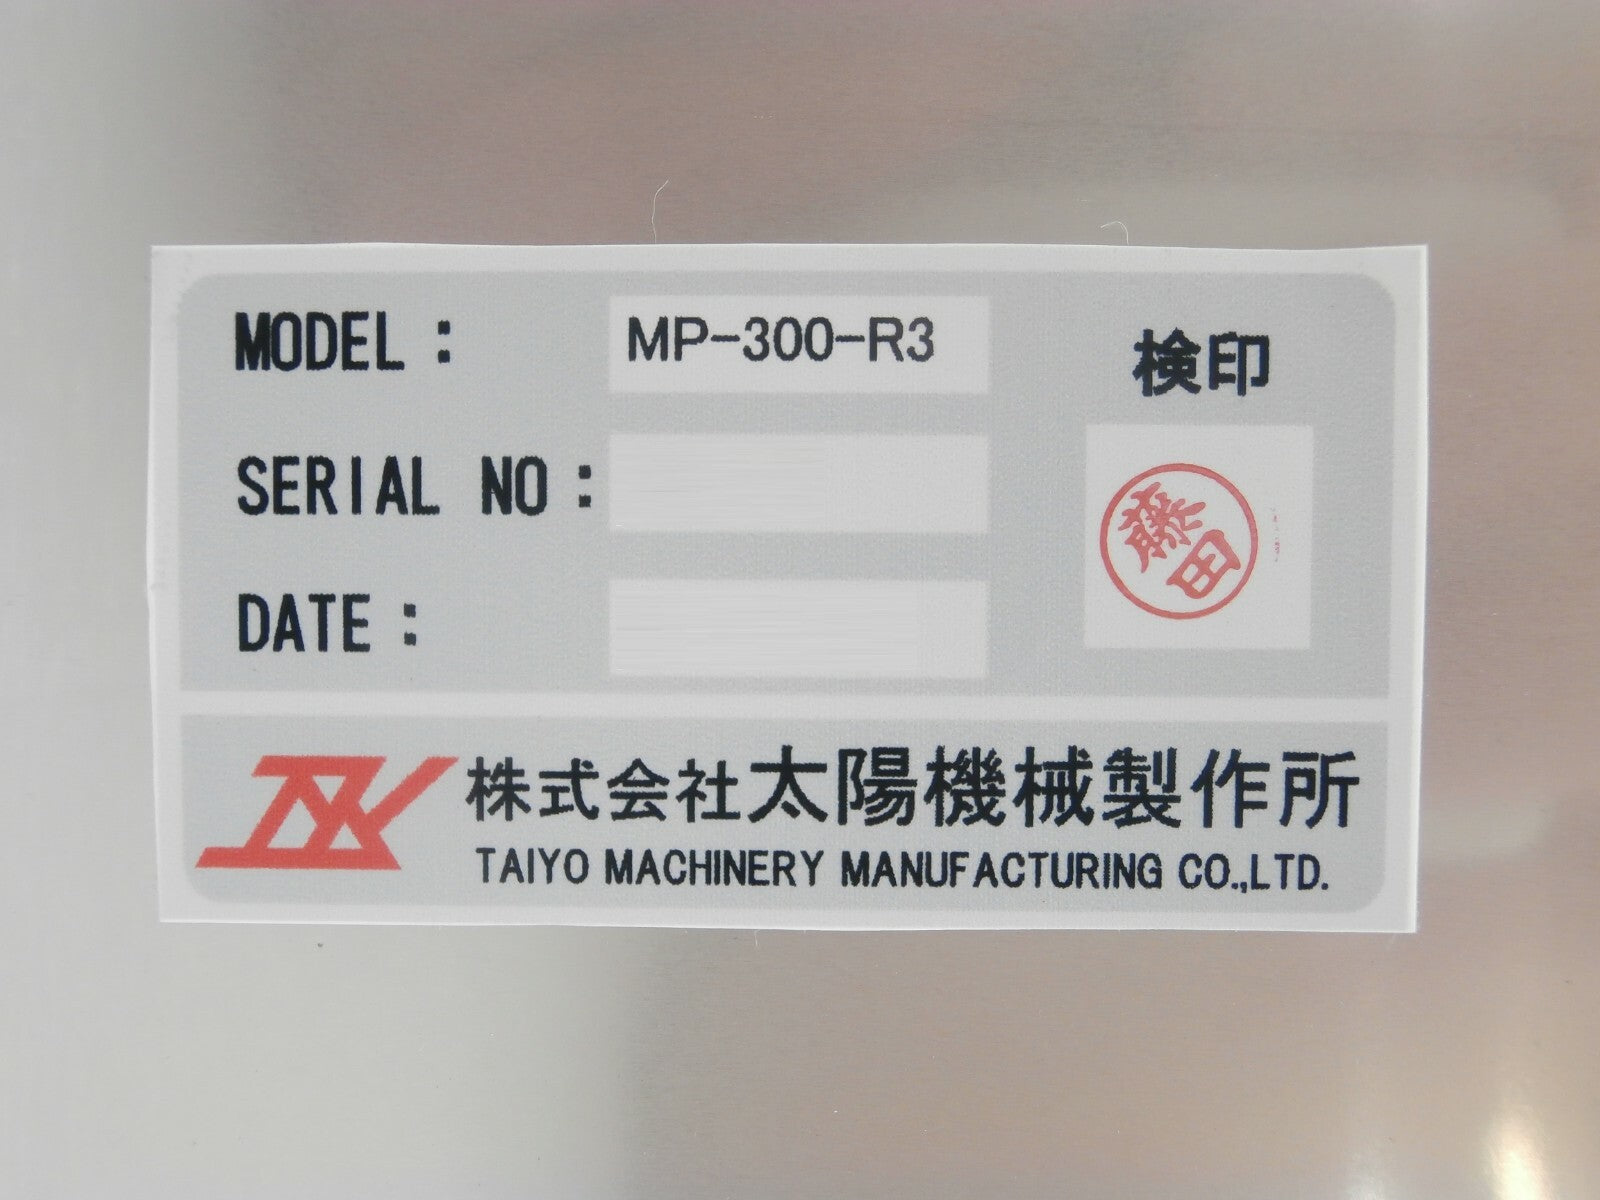 MODEL : MP-300-R3
検印
SERIAL NO :
藤田
DATE :
株式会社太陽機械製作所
TAIYO MACHINERY MANUFACTURING CO.,LTD.